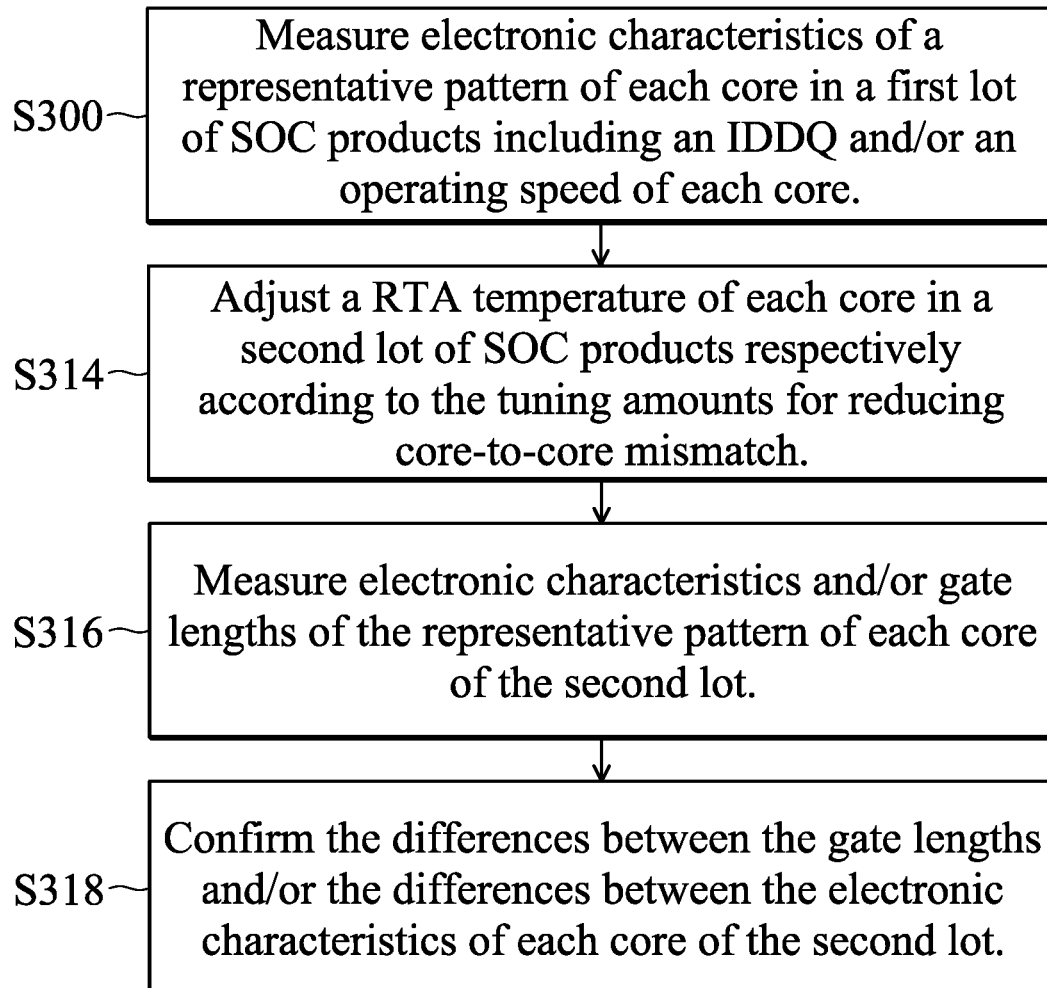 S300
Measure electronic characteristics of a
representative pattern of each core in a first lot
of SOC products including an IDDQ and/or an
operating speed of each core.
S314
Adjust a RTA temperature of each core in a
second lot of SOC products respectively
according to the tuning amounts for reducing
core-to-core mismatch.
S316
Measure electronic characteristics and/or gate
lengths of the representative pattern of each core
of the second lot.
S318
Confirm the differences between the gate lengths
and/or the differences between the electronic
characteristics of each core of the second lot.